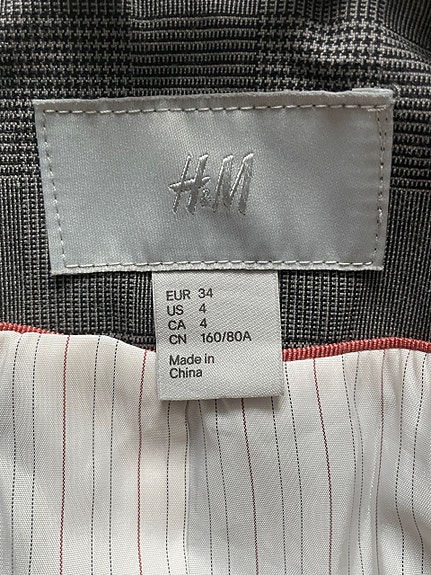 H&M
EUR 34
US 4
CA 4
CN 160/80A
Made in
China